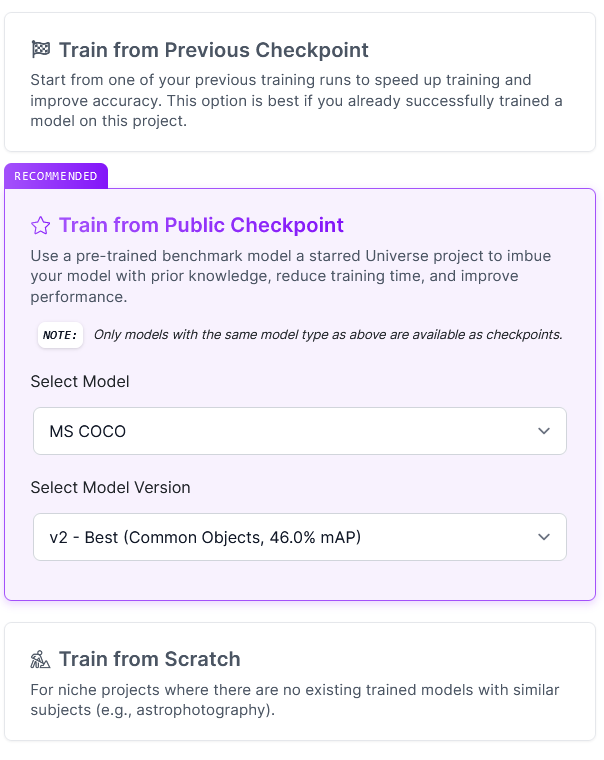 Train from Previous Checkpoint
Start from one of your previous training runs to speed up training and
improve accuracy. This option is best if you already successfully trained a
model on this project.
RECOMMENDED
Train from Public Checkpoint
Use a pre-trained benchmark model a starred Universe project to imbue
your model with prior knowledge, reduce training time, and improve
performance.
NOTE: Only models with the same model type as above are available as checkpoints.
Select Model
MS COCO
Select Model Version
v2 - Best (Common Objects, 46.0% mAP)
Train from Scratch
For niche projects where there are no existing trained models with similar
subjects (e.g., astrophotography).